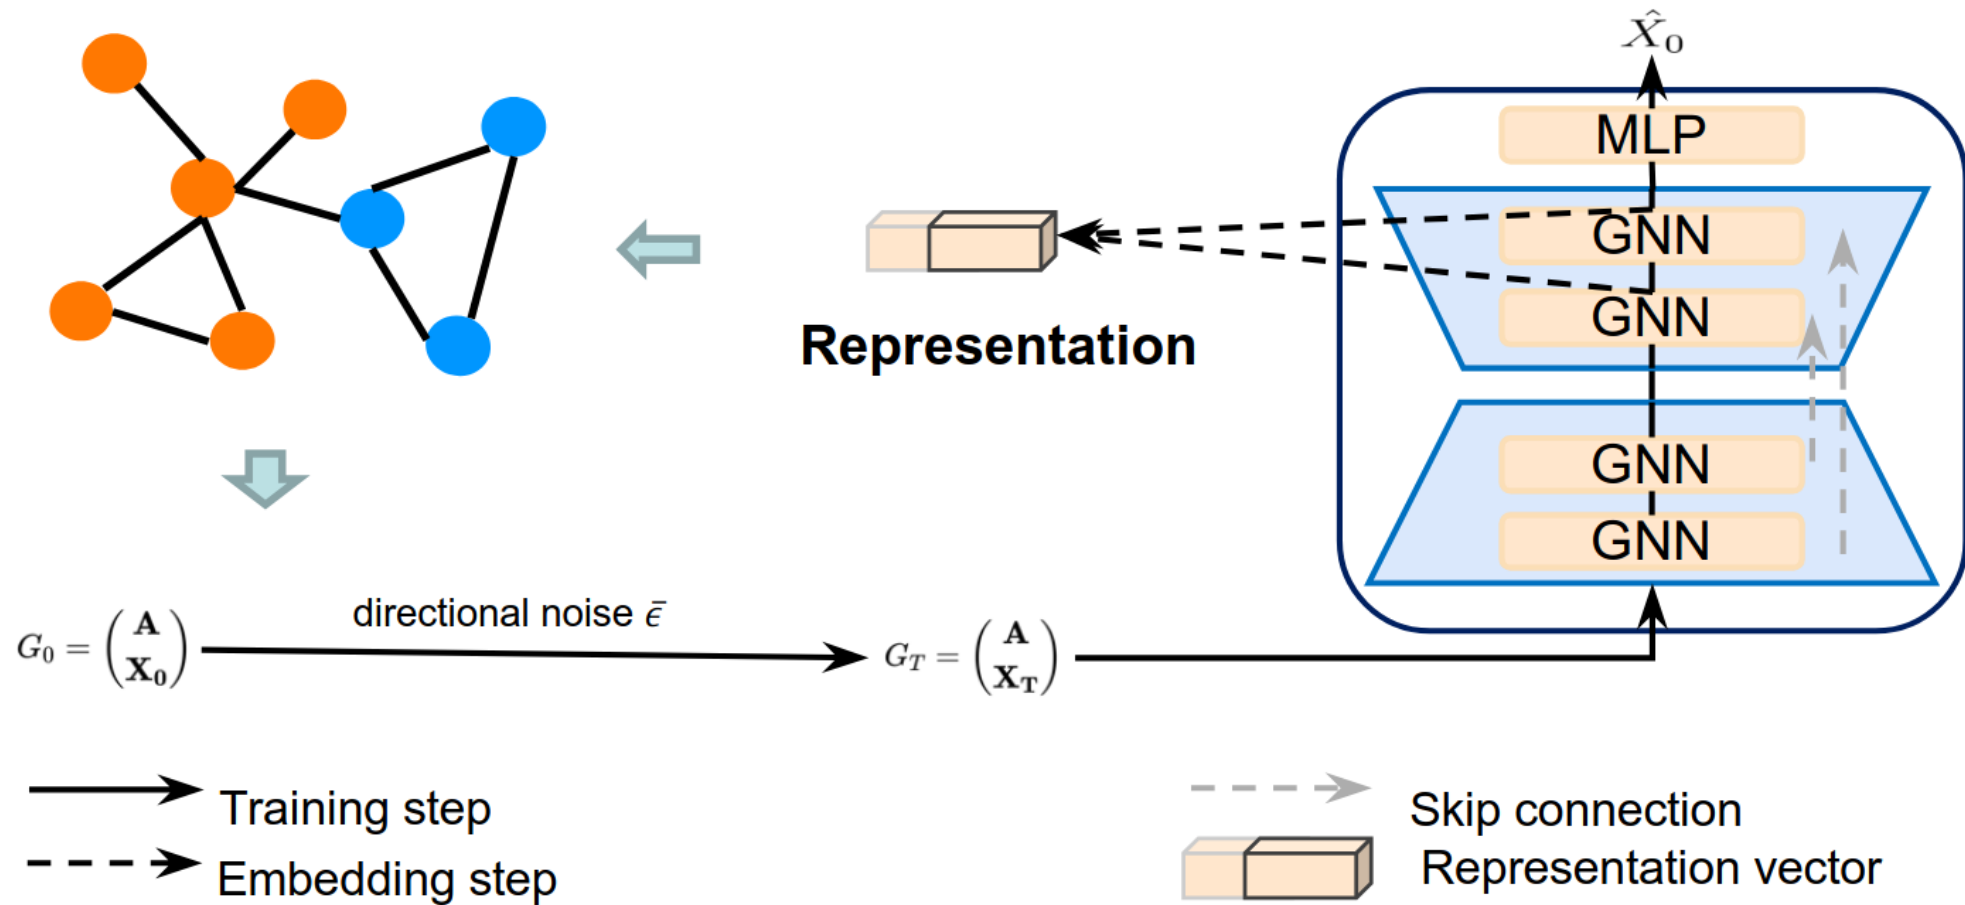 X̂₀
MLP
GNN
GNN
Representation
GNN
GNN
directional noise ϵ̄
G₀ = (A X₀)
G_T = (A X_T)
Training step
Embedding step
Skip connection
Representation vector